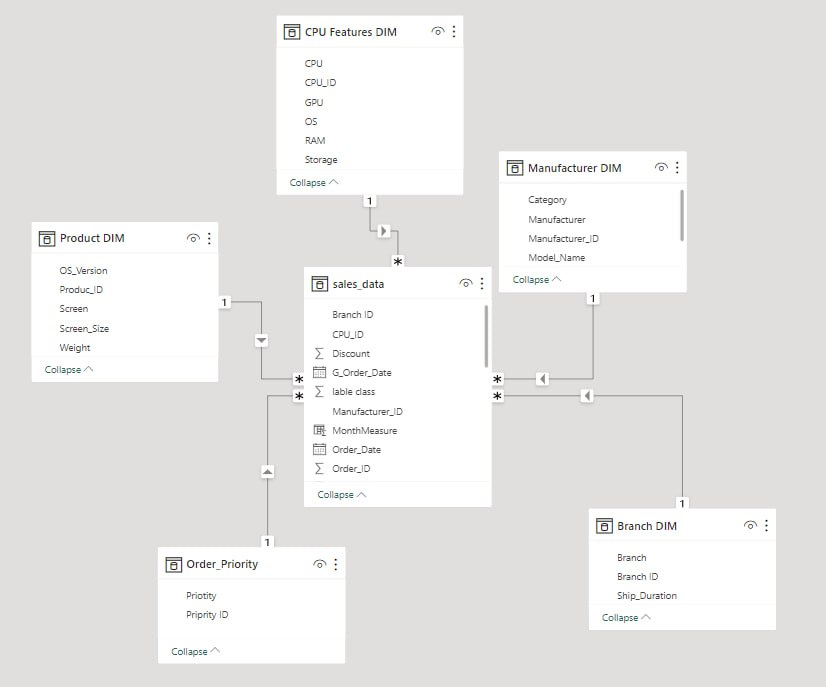 CPU Features DIM
CPU
CPU_ID
GPU
OS
RAM
Storage
Collapse
Manufacturer DIM
Category
Manufacturer
Manufacturer_ID
Model_Name
Collapse
Product DIM
OS_Version
Produc_ID
Screen
Screen_Size
Weight
Collapse
sales_data
Branch ID
CPU_ID
Discount
G_Order_Date
lable class
Manufacturer_ID
MonthMeasure
Order_Date
Order_ID
Collapse
1
*
1
*
1
*
1
*
1
*
Order_Priority
Priotity
Priprity ID
Collapse
Branch DIM
Branch
Branch ID
Ship_Duration
Collapse